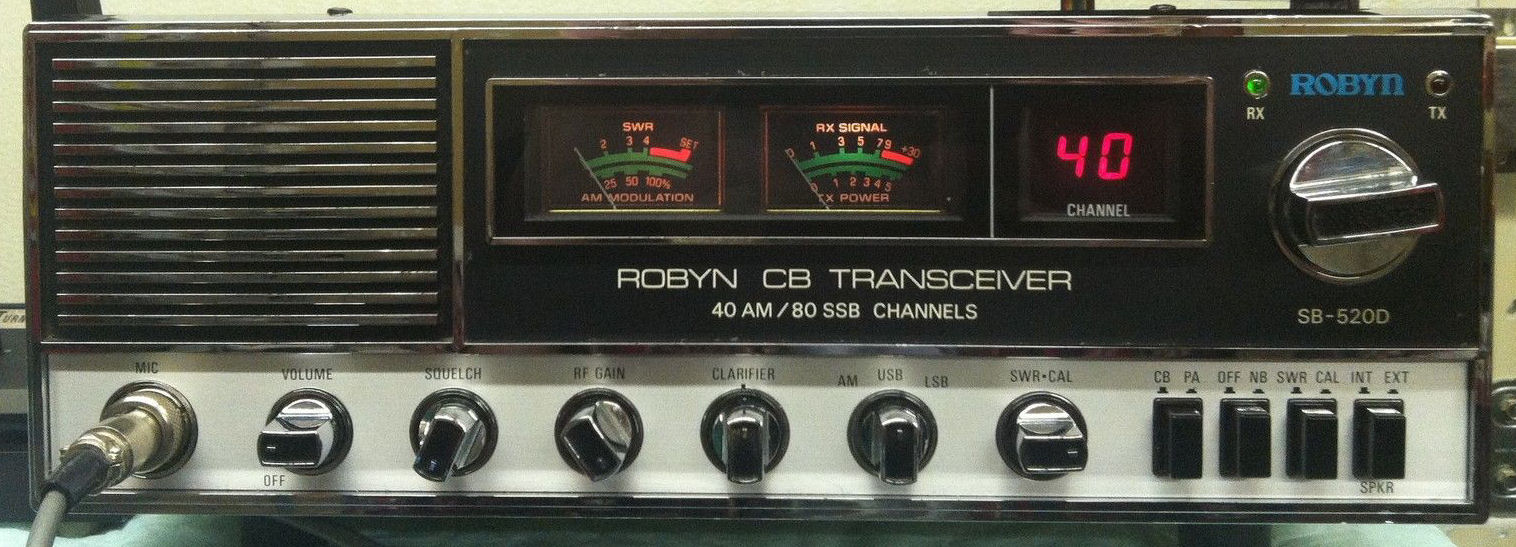 ROBYN
RX
TX
SWR
2 3 4 SET
25 50 100%
AM MODULATION
RX SIGNAL
0 1 3 5 7 9 +30
0 1 2 3 4 5
TX POWER
40
CHANNEL
ROBYN CB TRANSCEIVER
40 AM/80 SSB CHANNELS
SB-520D
MIC
VOLUME
OFF
SQUELCH
RF GAIN
CLARIFIER
AM USB LSB
SWR•CAL
CB PA OFF NB SWR CAL INT EXT
SPKR